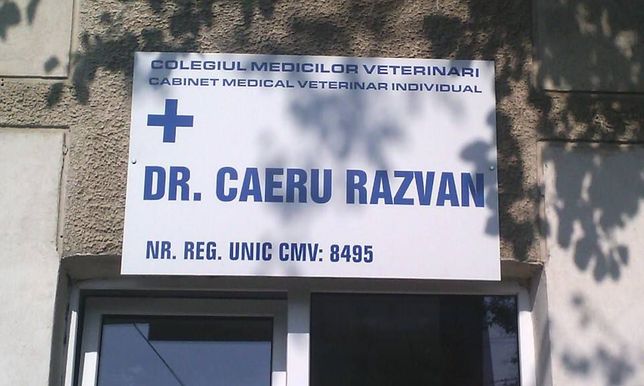 COLEGIUL MEDICILOR VETERINARI
CABINET MEDICAL VETERINAR INDIVIDUAL
DR. CAERU RAZVAN
NR. REG. UNIC CMV: 8495